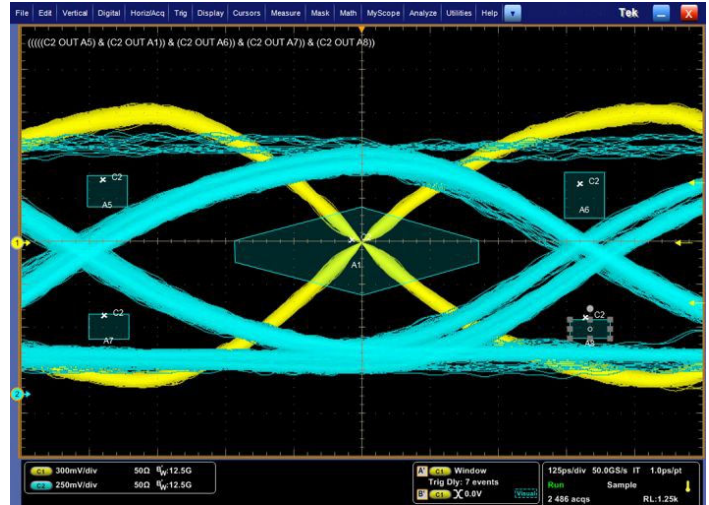 File Edit Vertical Digital Horiz/Acq Trig Display Cursors Measure Mask Math MyScope Analyze Utilities Help Tek
(((((C2 OUT A5) & (C2 OUT A1)) & (C2 OUT A6)) & (C2 OUT A7)) & (C2 OUT A8))
C2
A5
C2
A6
1
A1
C2
A7
C2
2
C1 300mV/div 50Ω BW:12.5G
C2 250mV/div 50Ω BW:12.5G
A' C1 Window
Trig Dly: 7 events
B' C1 0.0V Visual
125ps/div 50.0GS/s IT 1.0ps/pt
Run Sample
2 486 acqs RL:1.25k